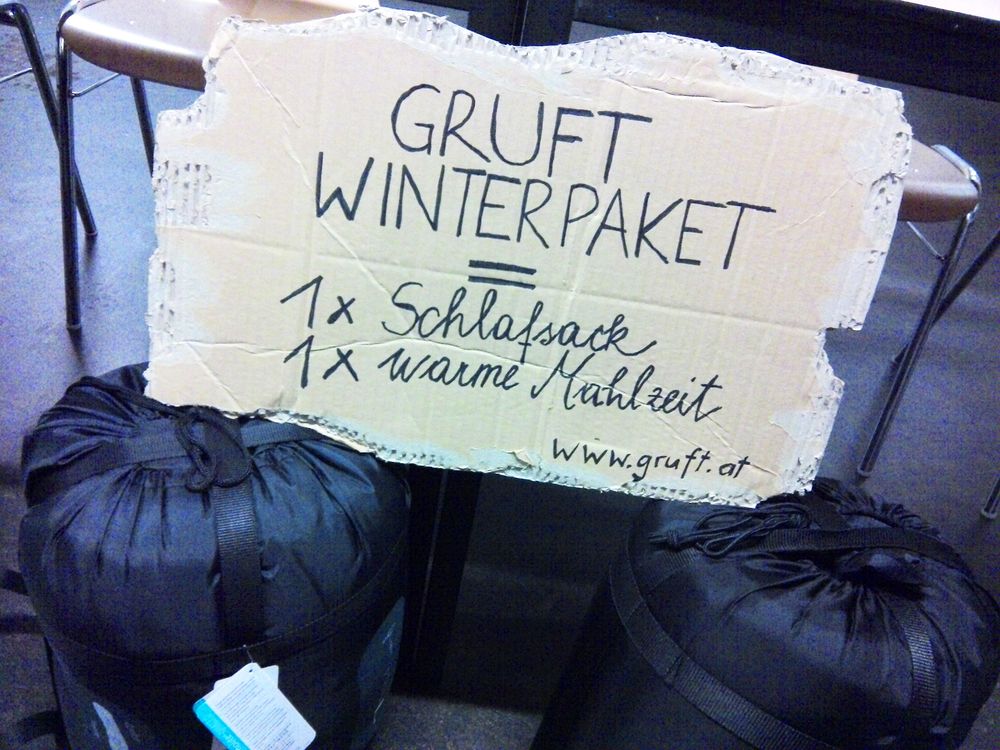 GRUFT
WINTERPAKET
=
1x Schlafsack
1x warme Mahlzeit
www.gruft.at